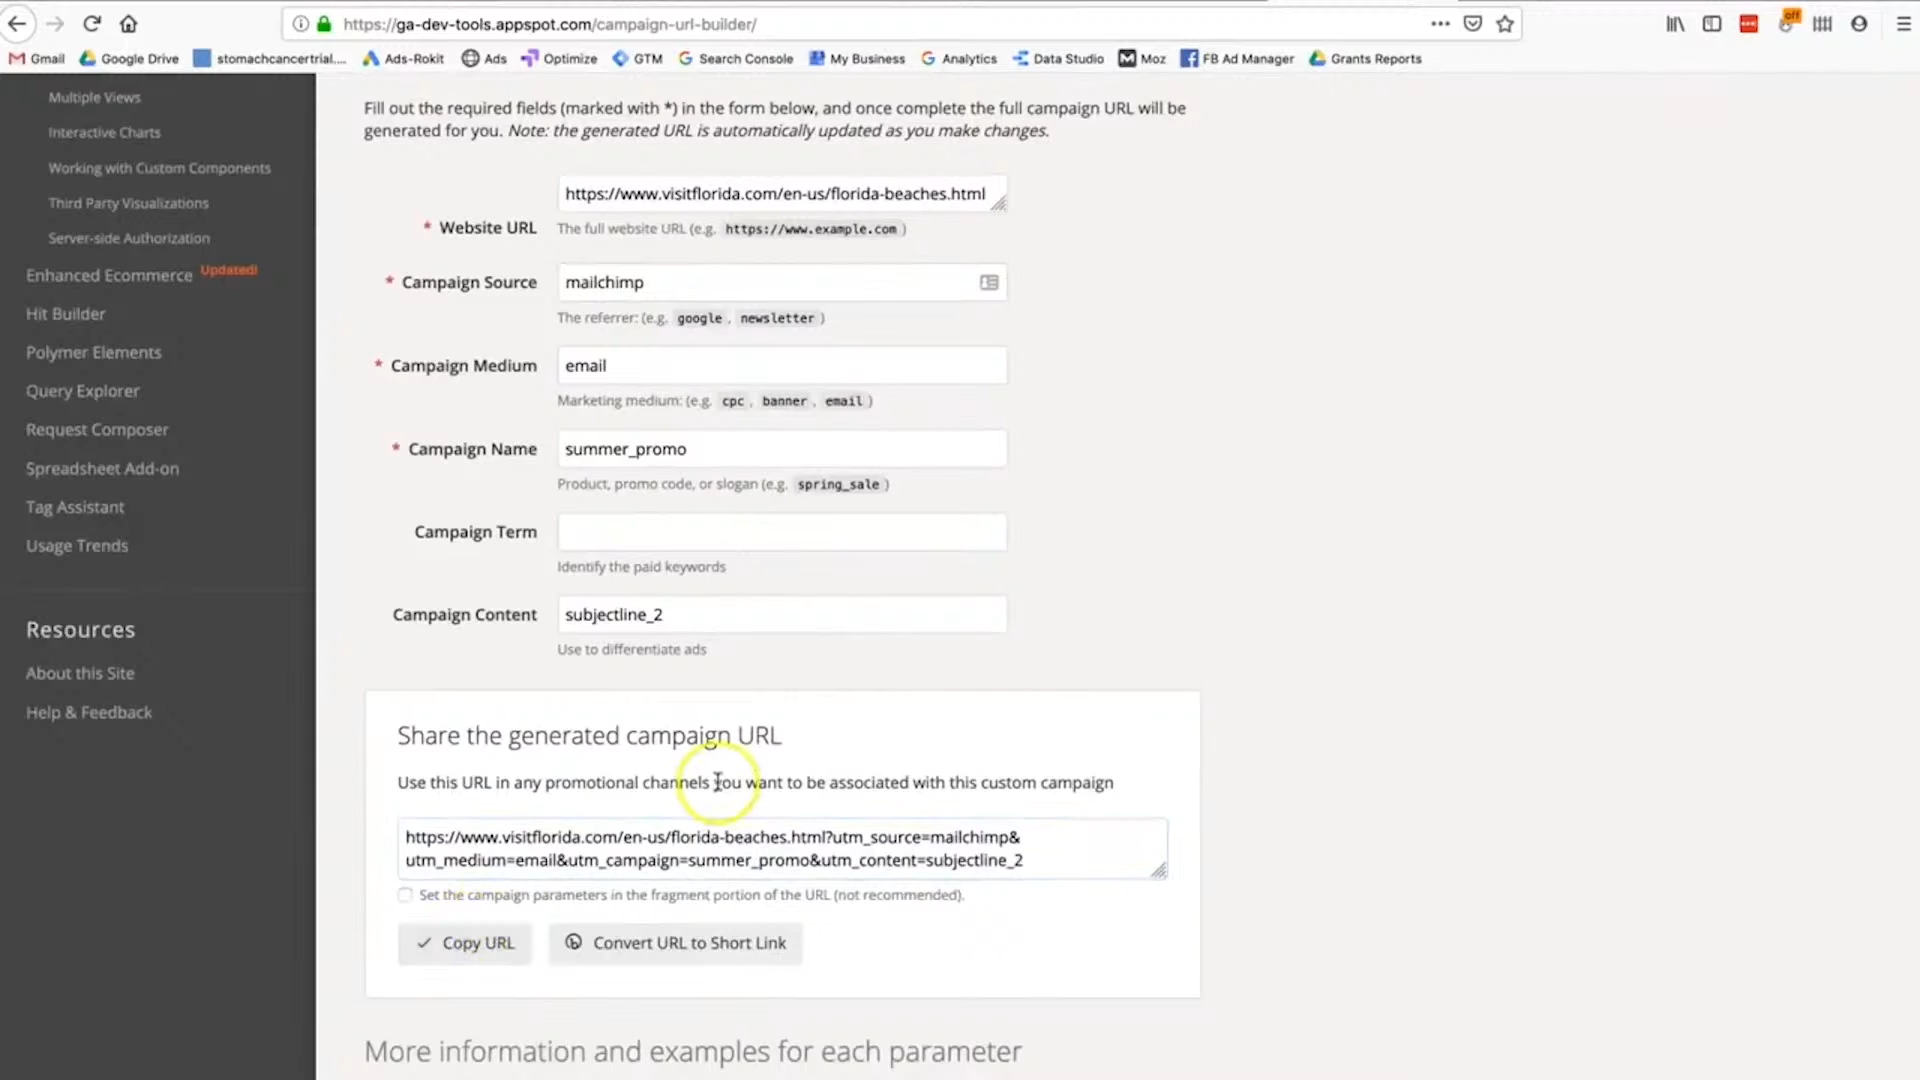 https://ga-dev-tools.appspot.com/campaign-url-builder/
off
Gmail Google Drive stomachcancertrial.... Ads-Rokit Ads Optimize GTM Search Console My Business Analytics Data Studio Moz FB Ad Manager Grants Reports
Multiple Views
Interactive Charts
Working with Custom Components
Third Party Visualizations
Server-side Authorization
Enhanced Ecommerce Updated!
Hit Builder
Polymer Elements
Query Explorer
Request Composer
Spreadsheet Add-on
Tag Assistant
Usage Trends
Resources
About this Site
Help & Feedback
Fill out the required fields (marked with *) in the form below, and once complete the full campaign URL will be
generated for you. Note: the generated URL is automatically updated as you make changes.
https://www.visitflorida.com/en-us/florida-beaches.html
* Website URL The full website URL (e.g. https://www.example.com )
* Campaign Source mailchimp
The referrer: (e.g. google , newsletter )
* Campaign Medium email
Marketing medium: (e.g. cpc , banner , email )
* Campaign Name summer_promo
Product, promo code, or slogan (e.g. spring_sale )
Campaign Term
Identify the paid keywords
Campaign Content subjectline_2
Use to differentiate ads
Share the generated campaign URL
Use this URL in any promotional channels you want to be associated with this custom campaign
https://www.visitflorida.com/en-us/florida-beaches.html?utm_source=mailchimp&
utm_medium=email&utm_campaign=summer_promo&utm_content=subjectline_2
Set the campaign parameters in the fragment portion of the URL (not recommended).
Copy URL Convert URL to Short Link
More information and examples for each parameter